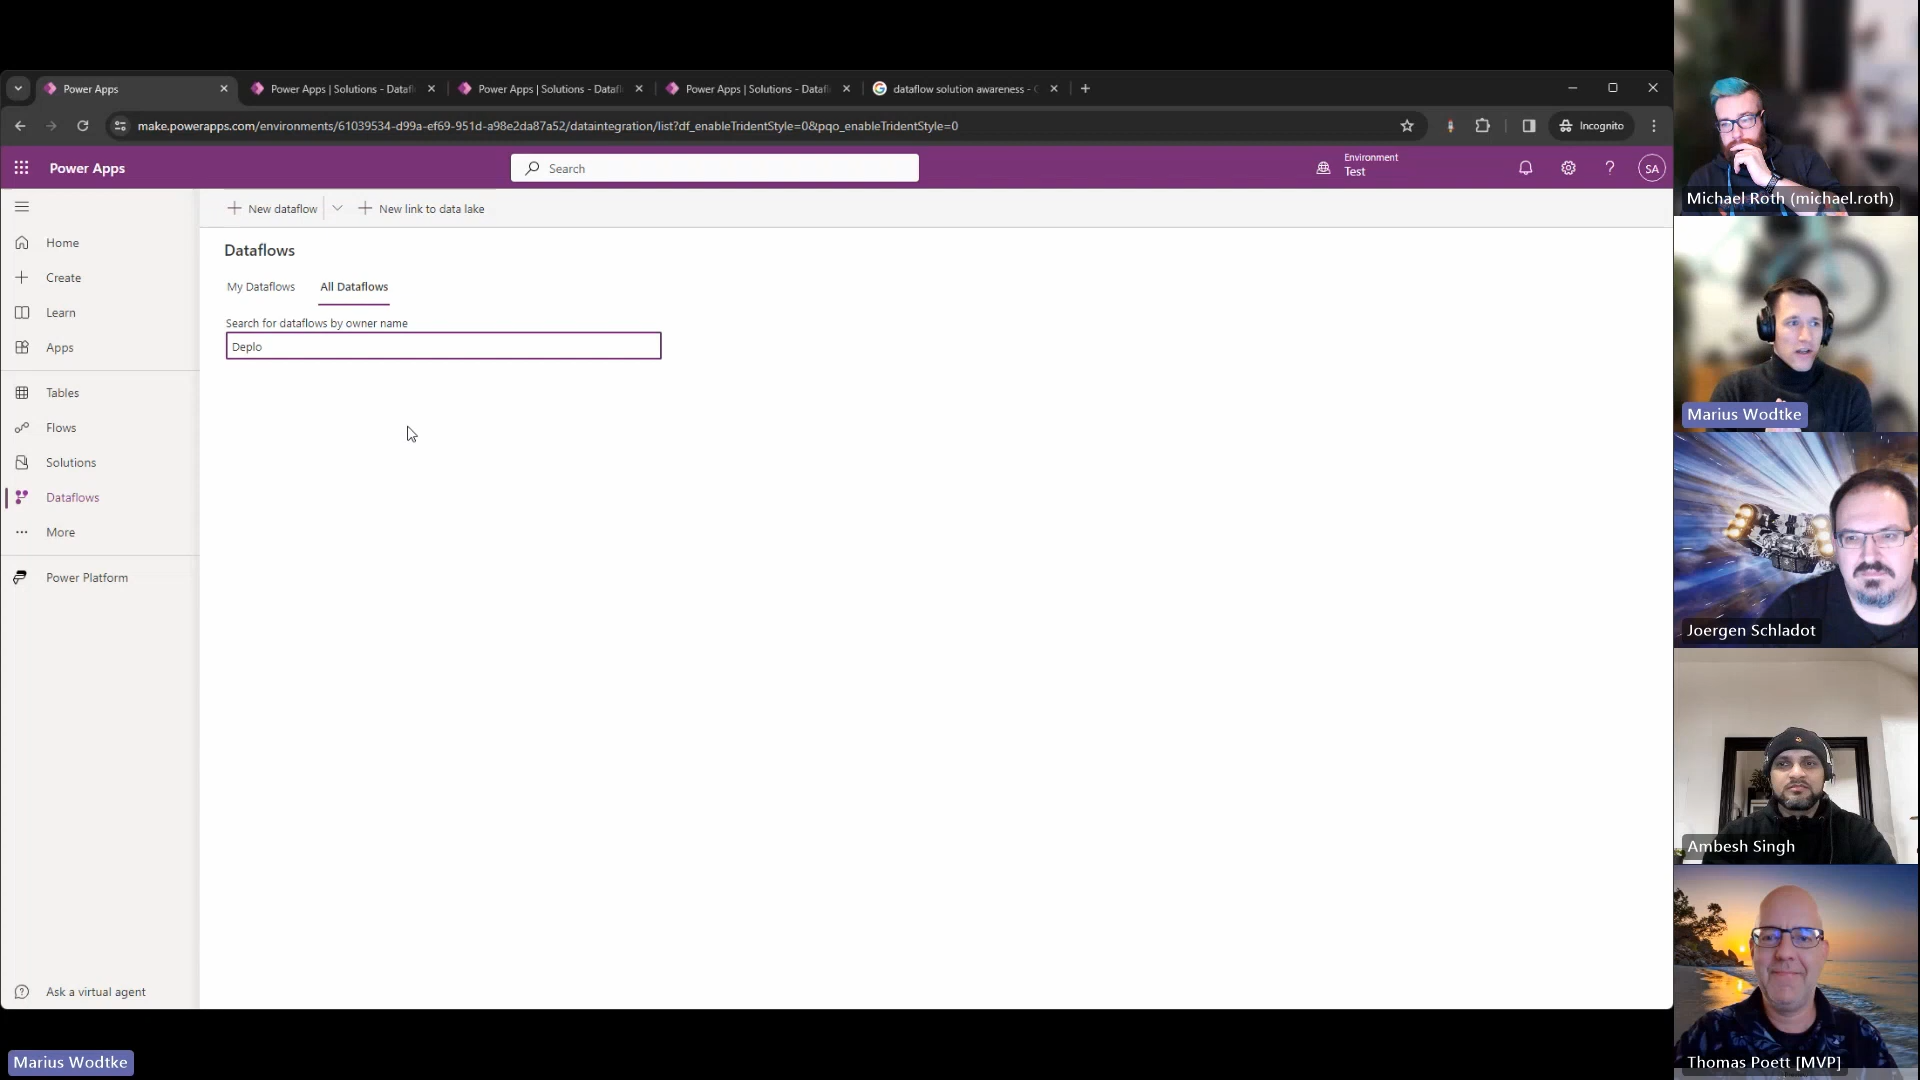 Power Apps
Power Apps | Solutions - Datafl
Power Apps | Solutions - Datafl
Power Apps | Solutions - Datafl
dataflow solution awareness -
make.powerapps.com/environments/61039534-d99a-ef69-951d-a98e2da87a52/dataintegration/list?df_enableTridentStyle=0&pqo_enableTridentStyle=0
Incognito
Power Apps
Search
Environment
Test
SA
New dataflow
New link to data lake
Home
Create
Learn
Apps
Tables
Flows
Solutions
Dataflows
More
Power Platform
Ask a virtual agent
Dataflows
My Dataflows
All Dataflows
Search for dataflows by owner name
Deplo
Michael Roth (michael.roth)
Marius Wodtke
Joergen Schladot
Ambesh Singh
Thomas Poett [MVP]
Marius Wodtke